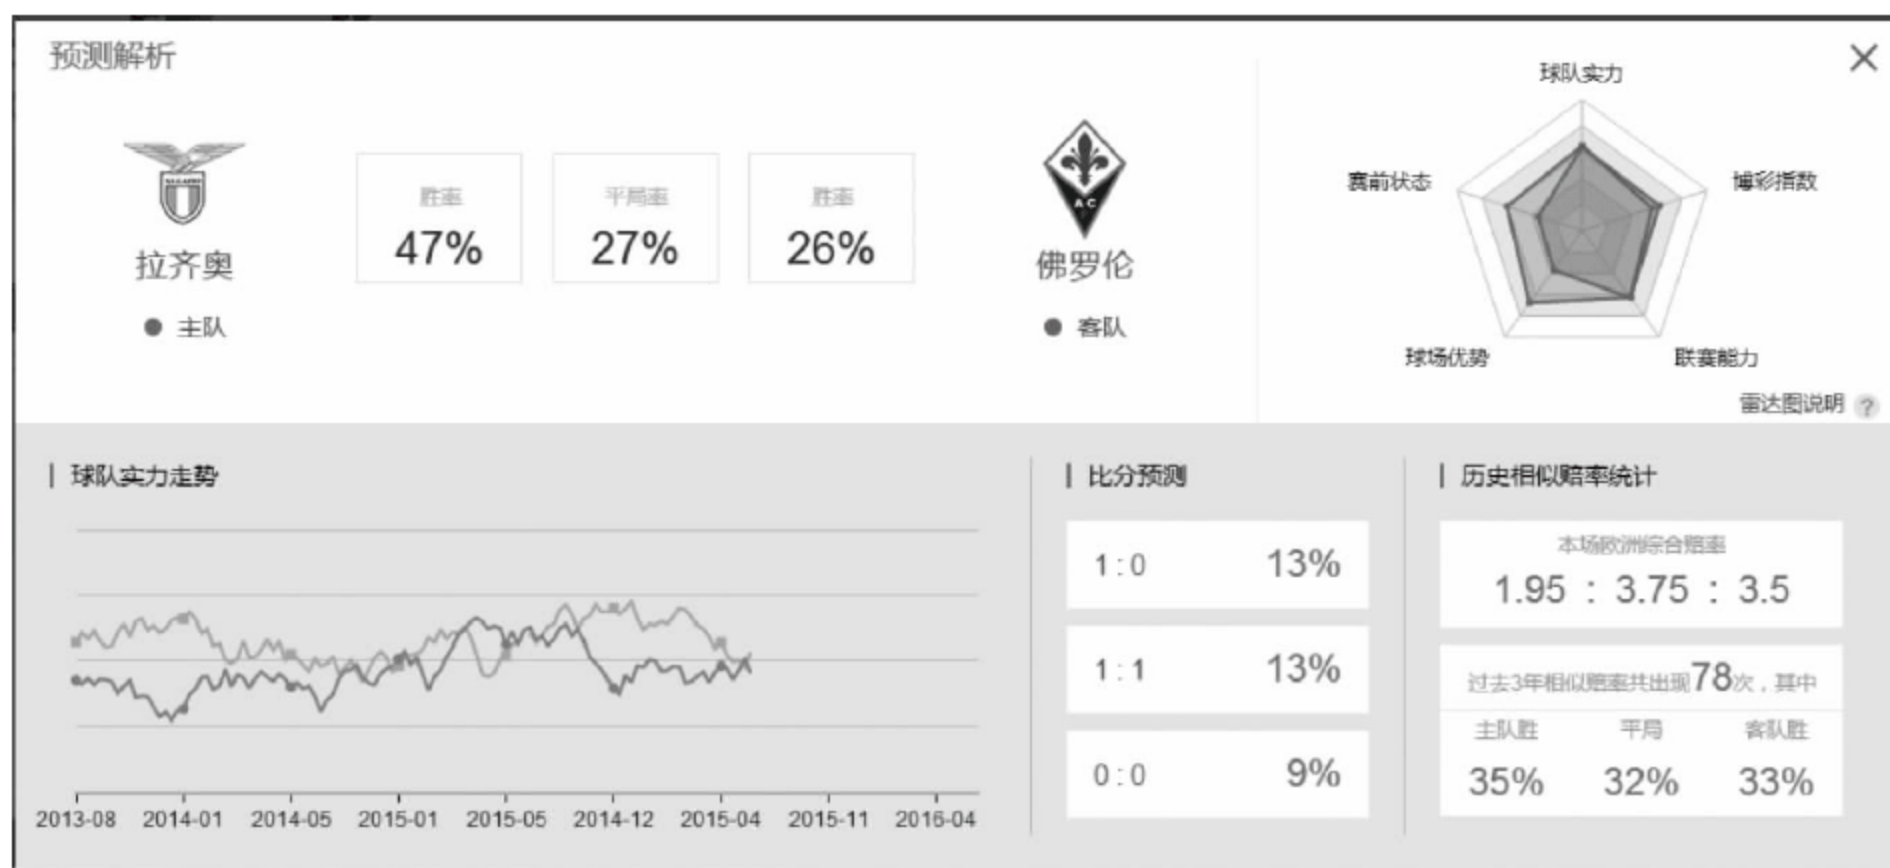 预测解析
胜率
47%
平局率
27%
胜率
26%
拉齐奥
主队
AC
佛罗伦
客队
球队实力
赛前状态
博彩指数
球场优势
联赛能力
雷达图说明 ?
球队实力走势
2013-08 2014-01 2014-05 2015-01 2015-05 2014-12 2015-04 2015-11 2016-04
比分预测
1:0 13%
1:1 13%
0:0 9%
历史相似赔率统计
本场欧洲综合赔率
1.95 : 3.75 : 3.5
过去3年相似赔率共出现78次，其中
主队胜 平局 客队胜
35% 32% 33%